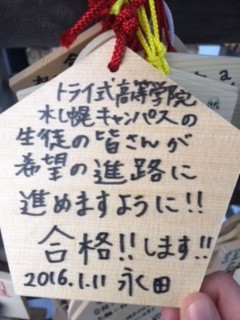 トライ式高等学院
札幌キャンパスの
生徒の皆さんが
希望の進路に
進めますように!!
合格!!します!!
2016.1.11 永田